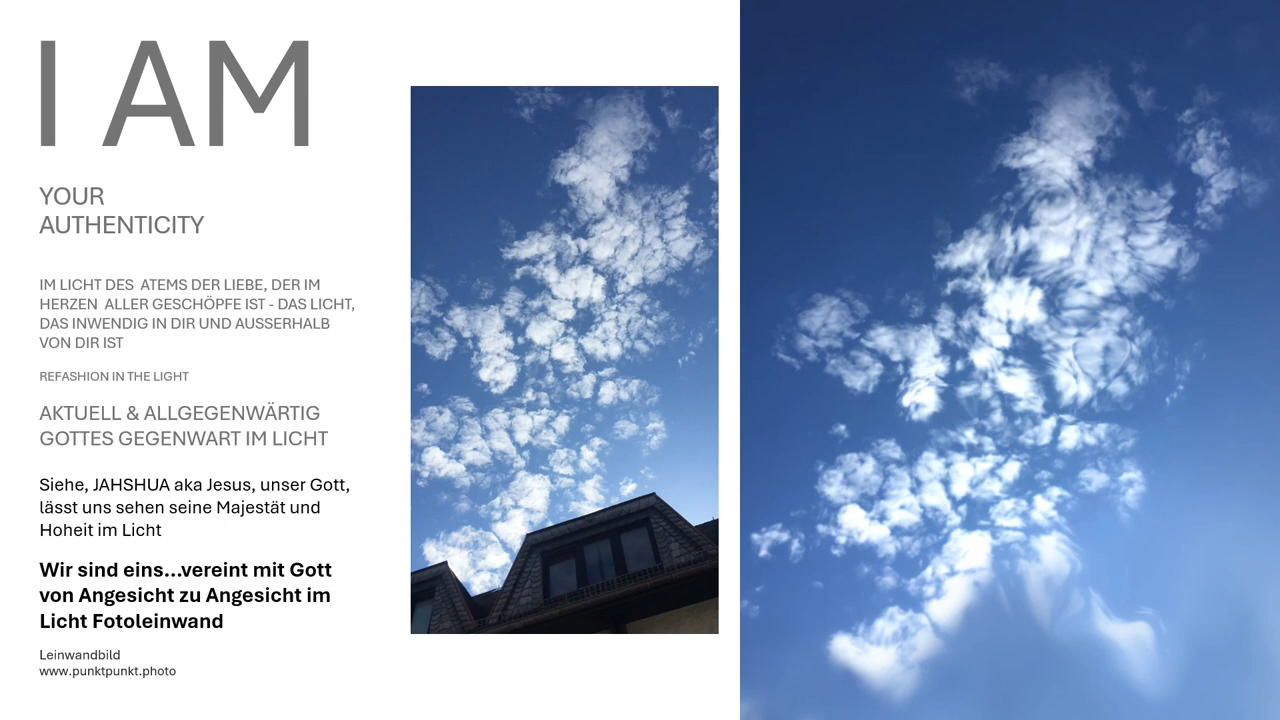 I AM
YOUR
AUTHENTICITY
IM LICHT DES  ATEMS DER LIEBE, DER IM
HERZEN  ALLER GESCHÖPFE IST - DAS LICHT,
DAS INWENDIG IN DIR UND AUSSERHALB
VON DIR IST
REFASHION IN THE LIGHT
AKTUELL & ALLGEGENWÄRTIG
GOTTES GEGENWART IM LICHT
Siehe, JAHSHUA aka Jesus, unser Gott,
lässt uns sehen seine Majestät und
Hoheit im Licht
Wir sind eins...vereint mit Gott
von Angesicht zu Angesicht im
Licht Fotoleinwand
Leinwandbild
www.punktpunkt.photo